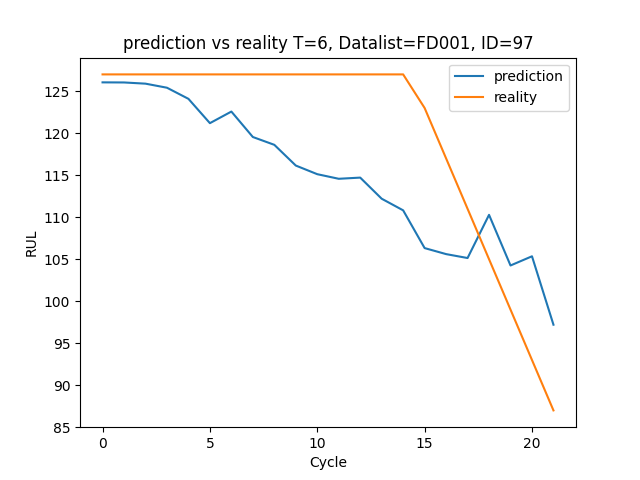 prediction vs reality T=6, Datalist=FD001, ID=97
prediction
reality
RUL
125
120
115
110
105
100
95
90
85
0 5 10 15 20
Cycle